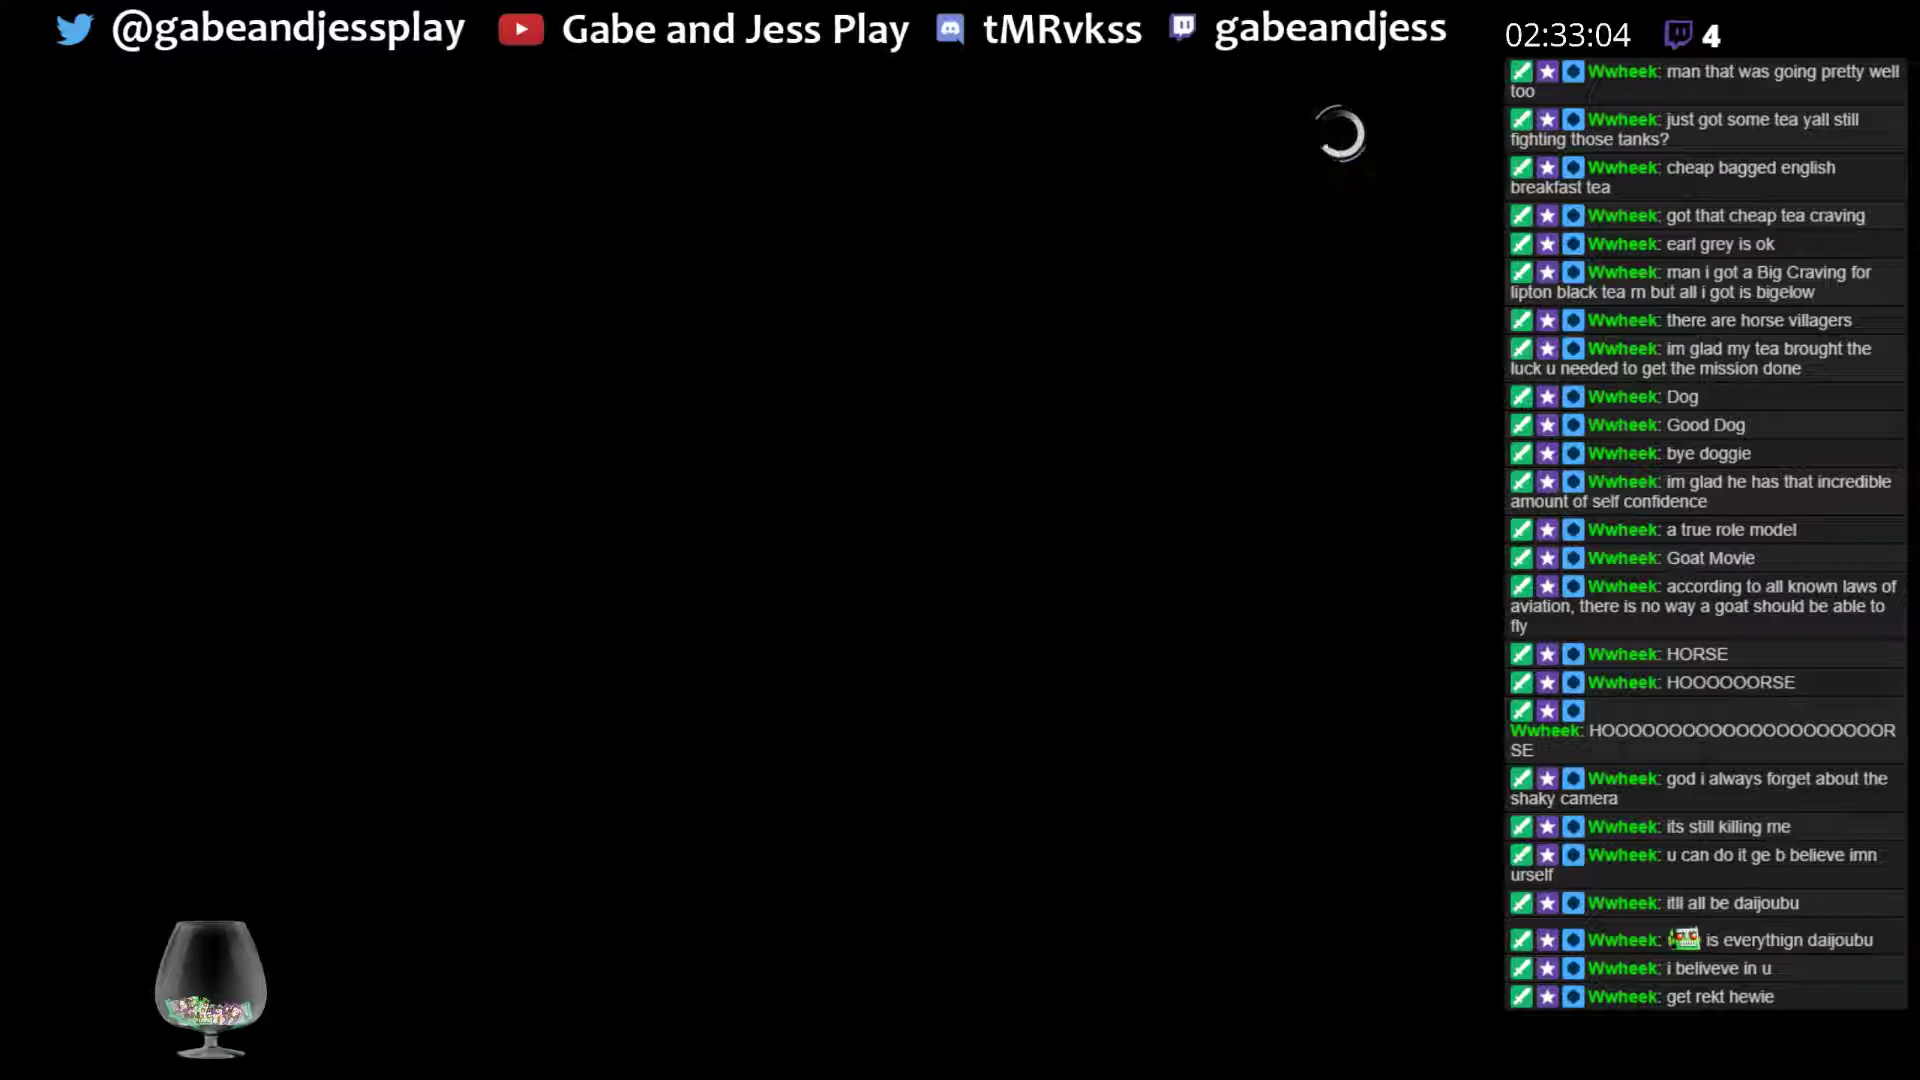 @gabeandjessplay Gabe and Jess Play tMRvkss gabeandjess 02:33:04 4
Wwheek: man that was going pretty well
too
Wwheek: just got some tea yall still
fighting those tanks?
Wwheek: cheap bagged english
breakfast tea
Wwheek: got that cheap tea craving
Wwheek: earl grey is ok
Wwheek: man i got a Big Craving for
lipton black tea rn but all i got is bigelow
Wwheek: there are horse villagers
Wwheek: im glad my tea brought the
luck u needed to get the mission done
Wwheek: Dog
Wwheek: Good Dog
Wwheek: bye doggie
Wwheek: im glad he has that incredible
amount of self confidence
Wwheek: a true role model
Wwheek: Goat Movie
Wwheek: according to all known laws of
aviation, there is no way a goat should be able to
fly
Wwheek: HORSE
Wwheek: HOOOOOORSE
Wwheek: HOOOOOOOOOOOOOOOOOOOOOOR
SE
Wwheek: god i always forget about the
shaky camera
Wwheek: its still killing me
Wwheek: u can do it ge b believe imn
urself
Wwheek: itll all be daijoubu
Wwheek: is everythign daijoubu
Wwheek: i beliveve in u
Wwheek: get rekt hewie